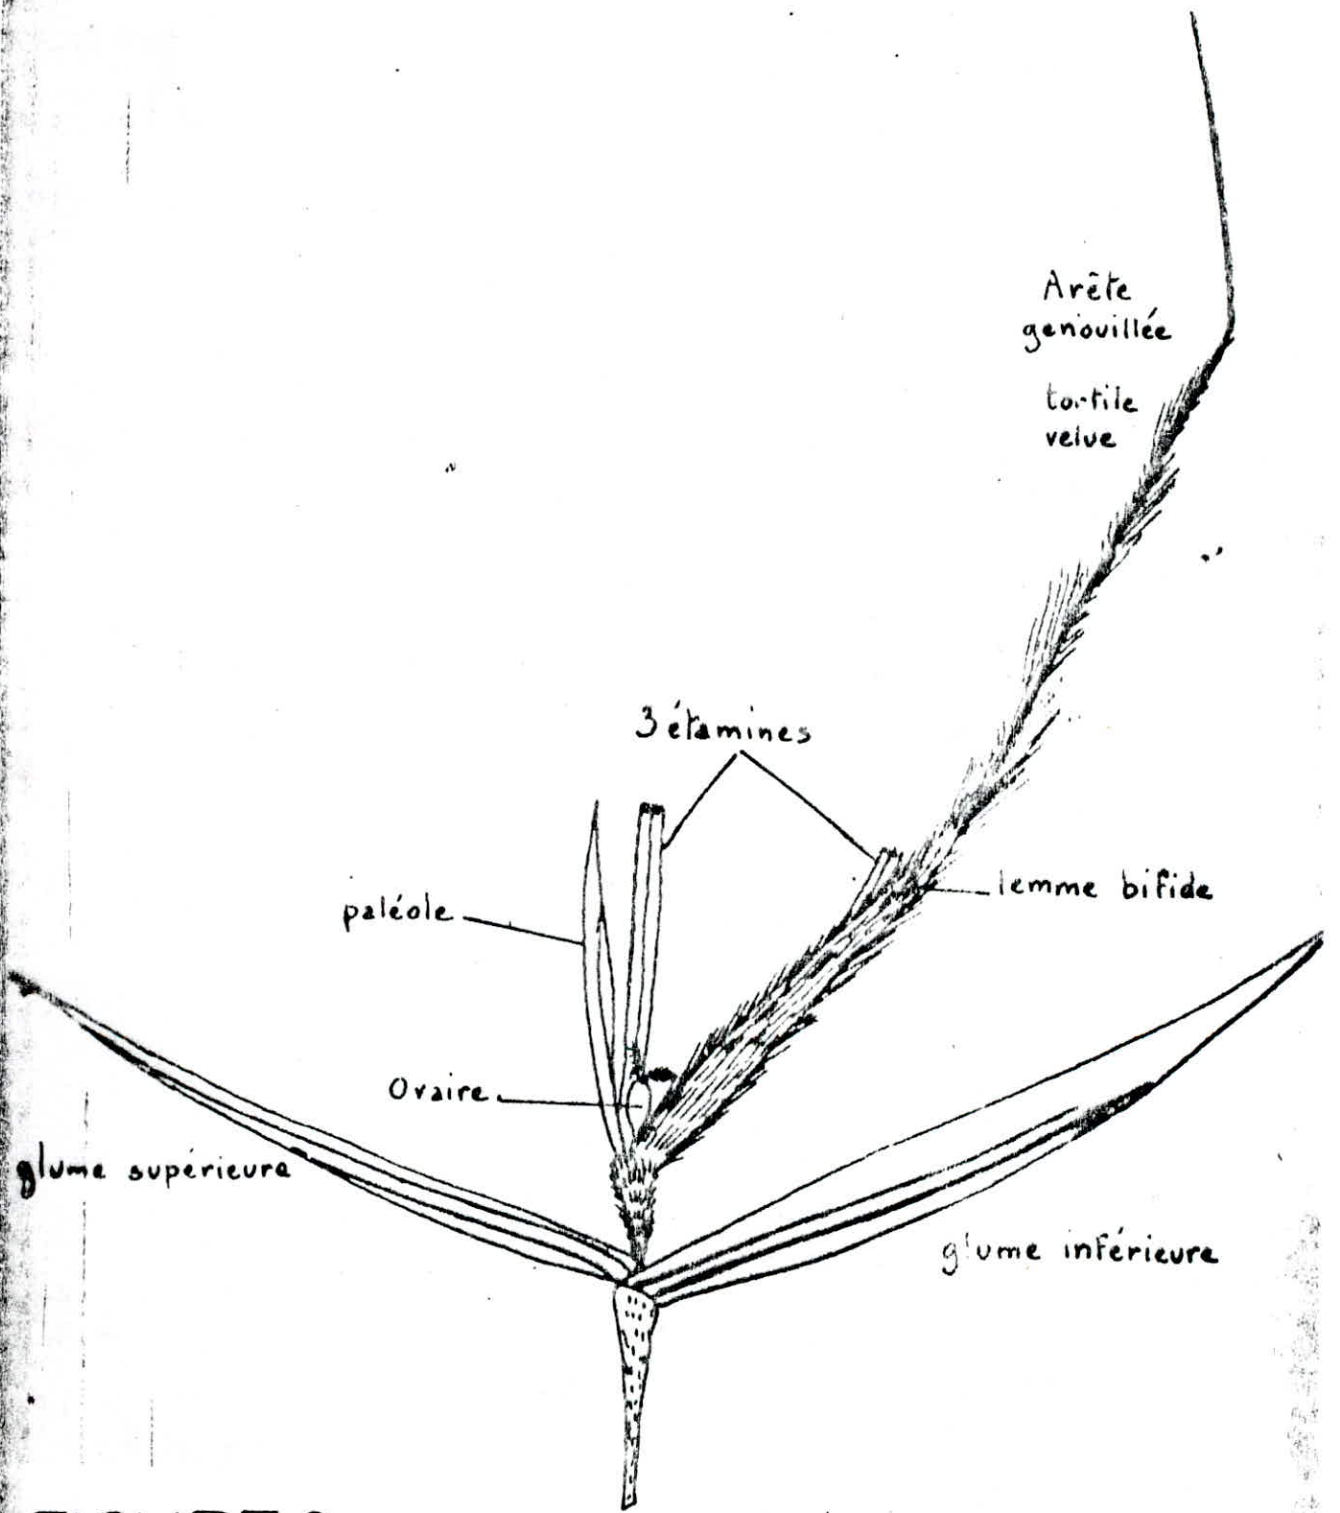 Arête
genouillée
tortile
velue
3 étamines
lemme bifide
paléole
Ovaire
glume supérieure
glume inférieure